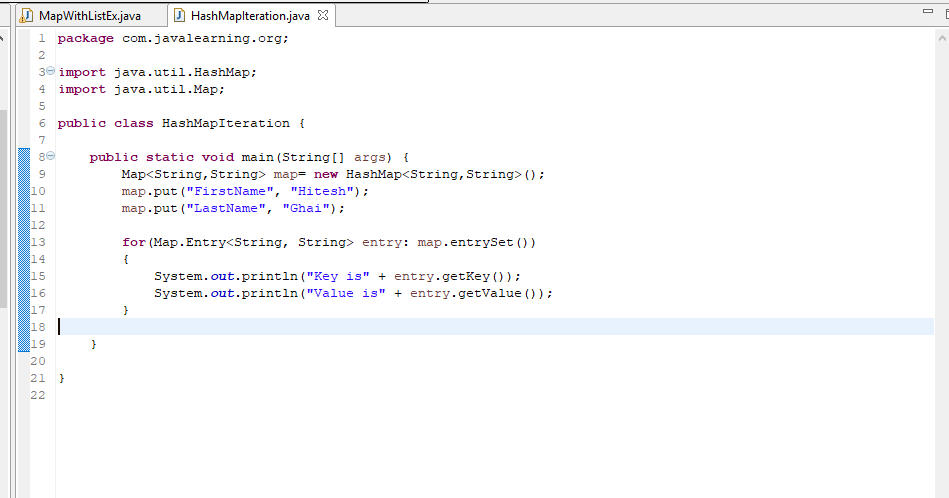 MapWithListEx.java HashMapIteration.java
1 package com.javalearning.org;
2
3 import java.util.HashMap;
4 import java.util.Map;
5
6 public class HashMapIteration {
7
8 public static void main(String[] args) {
9 Map<String,String> map= new HashMap<String,String>();
10 map.put("FirstName", "Hitesh");
11 map.put("LastName", "Ghai");
12
13 for(Map.Entry<String, String> entry: map.entrySet())
14 {
15 System.out.println("Key is" + entry.getKey());
16 System.out.println("Value is" + entry.getValue());
17 }
18
19 }
20
21 }
22